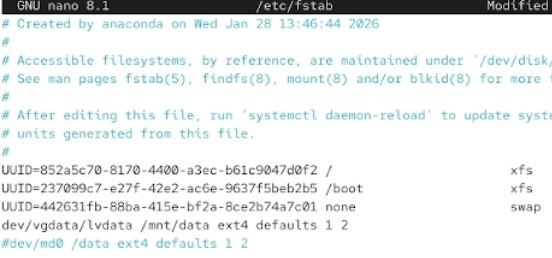 GNU nano 8.1 /etc/fstab Modified
# Created by anaconda on Wed Jan 28 13:46:44 2026
#
# Accessible filesystems, by reference, are maintained under '/dev/disk/
# See man pages fstab(5), findfs(8), mount(8) and/or blkid(8) for more i
#
# After editing this file, run 'systemctl daemon-reload' to update syste
# units generated from this file.
#
UUID=852a5c70-8170-4400-a3ec-b61c9047d0f2 / xfs
UUID=237099c7-e27f-42e2-ac6e-9637f5beb2b5 /boot xfs
UUID=442631fb-88ba-415e-bf2a-8ce2b74a7c01 none swap
dev/vgdata/lvdata /mnt/data ext4 defaults 1 2
#dev/md0 /data ext4 defaults 1 2